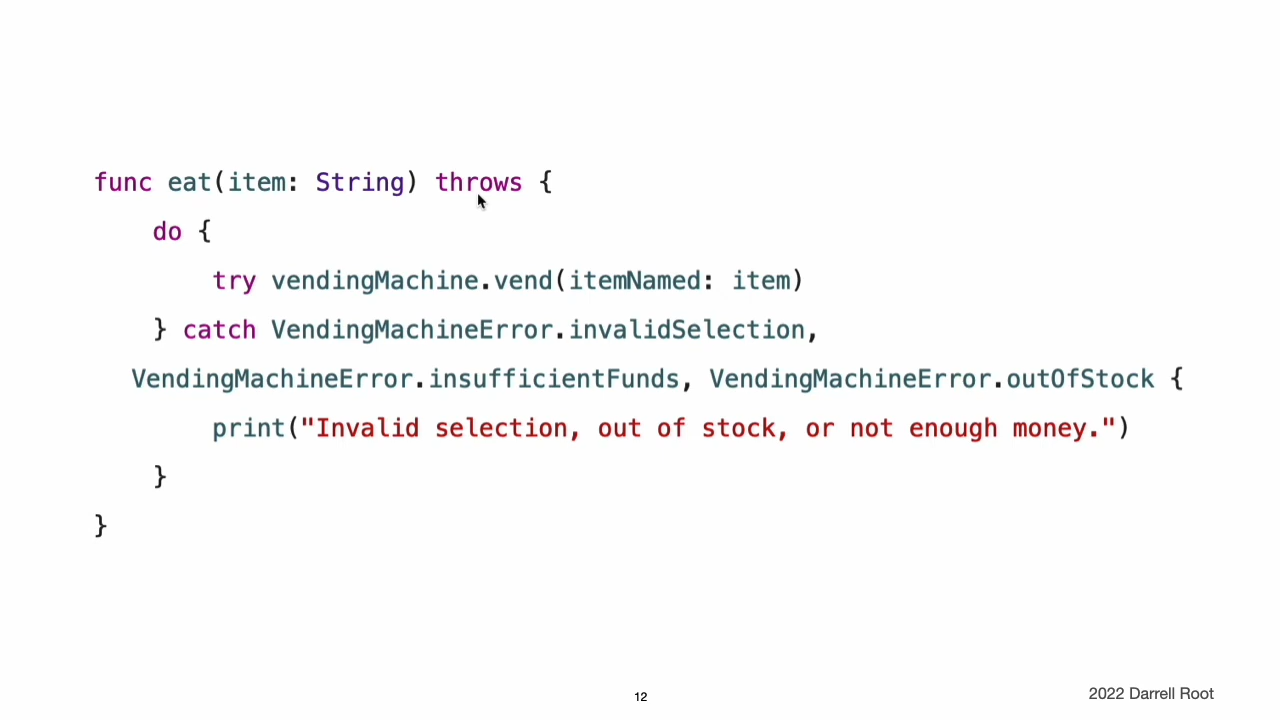 func eat(item: String) throws {
    do {
        try vendingMachine.vend(itemNamed: item)
    } catch VendingMachineError.invalidSelection,
   VendingMachineError.insufficientFunds, VendingMachineError.outOfStock {
        print("Invalid selection, out of stock, or not enough money.")
    }
}
12
2022 Darrell Root